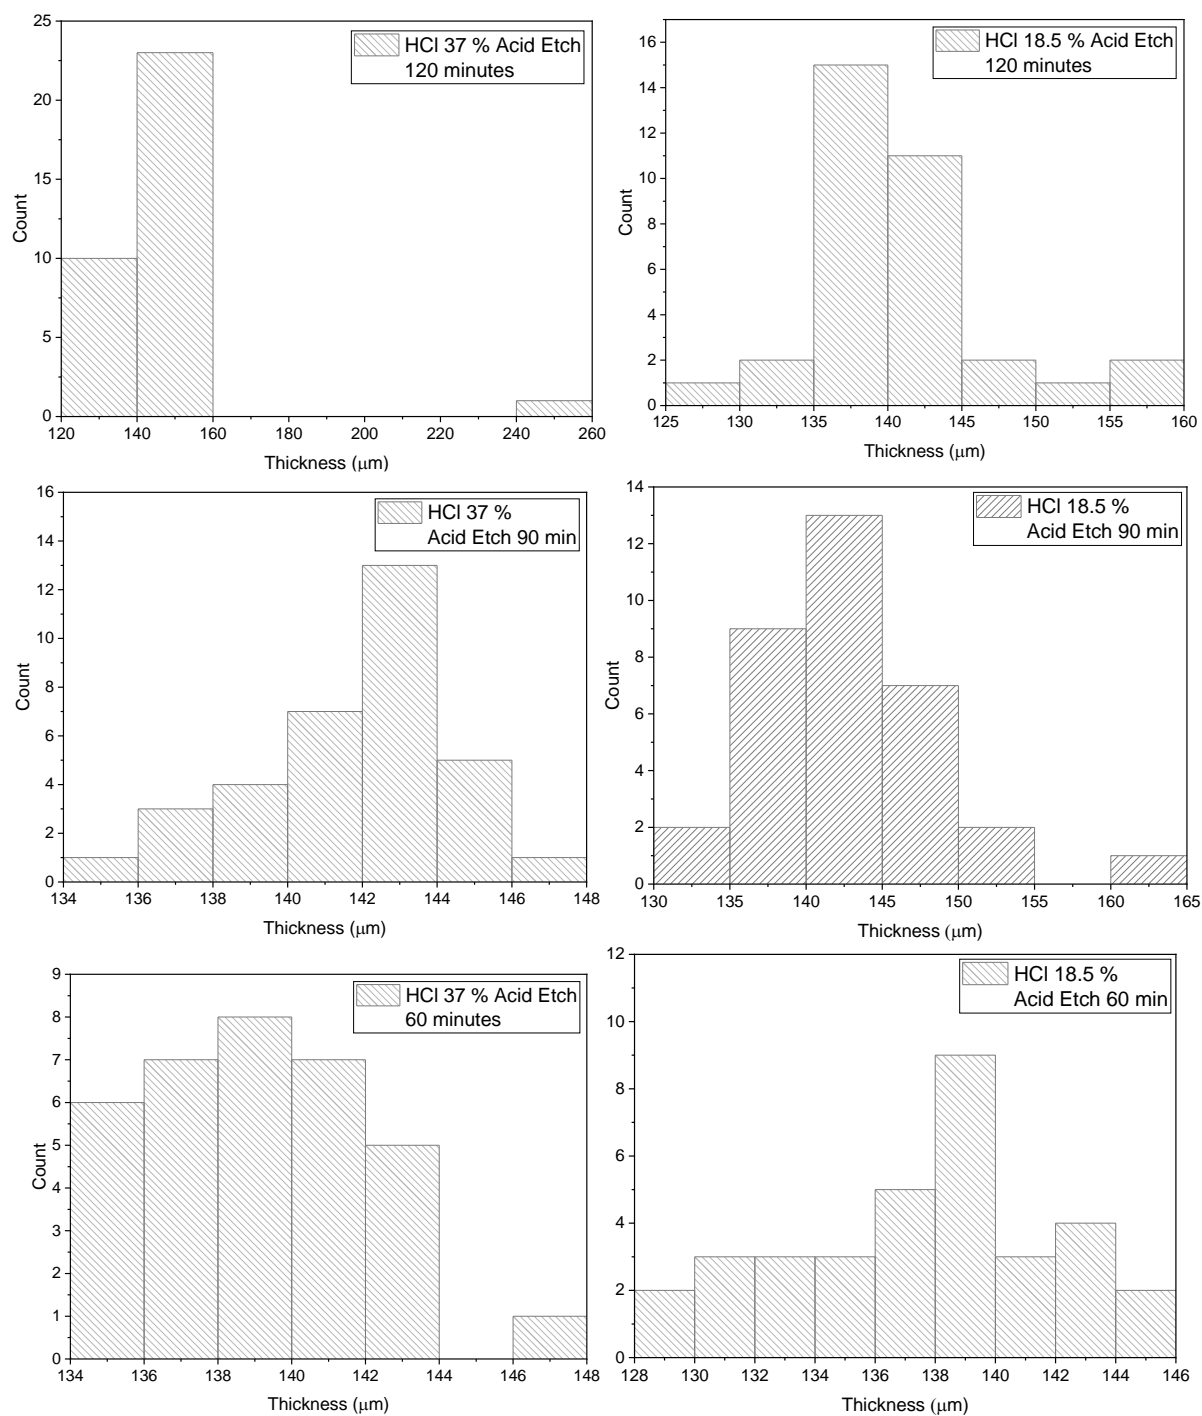 25
20
15
10
5
0
Count
HCl 37 % Acid Etch
120 minutes
120 140 160 180 200 220 240 260
Thickness (μm)
16
14
12
10
8
6
4
2
0
Count
HCl 18.5 % Acid Etch
120 minutes
125 130 135 140 145 150 155 160
Thickness (μm)
16
14
12
10
8
6
4
2
0
Count
HCl 37 %
Acid Etch 90 min
134 136 138 140 142 144 146 148
Thickness (μm)
14
12
10
8
6
4
2
0
Count
HCl 18.5 %
Acid Etch 90 min
130 135 140 145 150 155 160 165
Thickness (μm)
9
8
7
6
5
4
3
2
1
0
Count
HCl 37 % Acid Etch
60 minutes
134 136 138 140 142 144 146 148
Thickness (μm)
12
10
8
6
4
2
0
Count
HCl 18.5 %
Acid Etch 60 min
128 130 132 134 136 138 140 142 144 146
Thickness (μm)